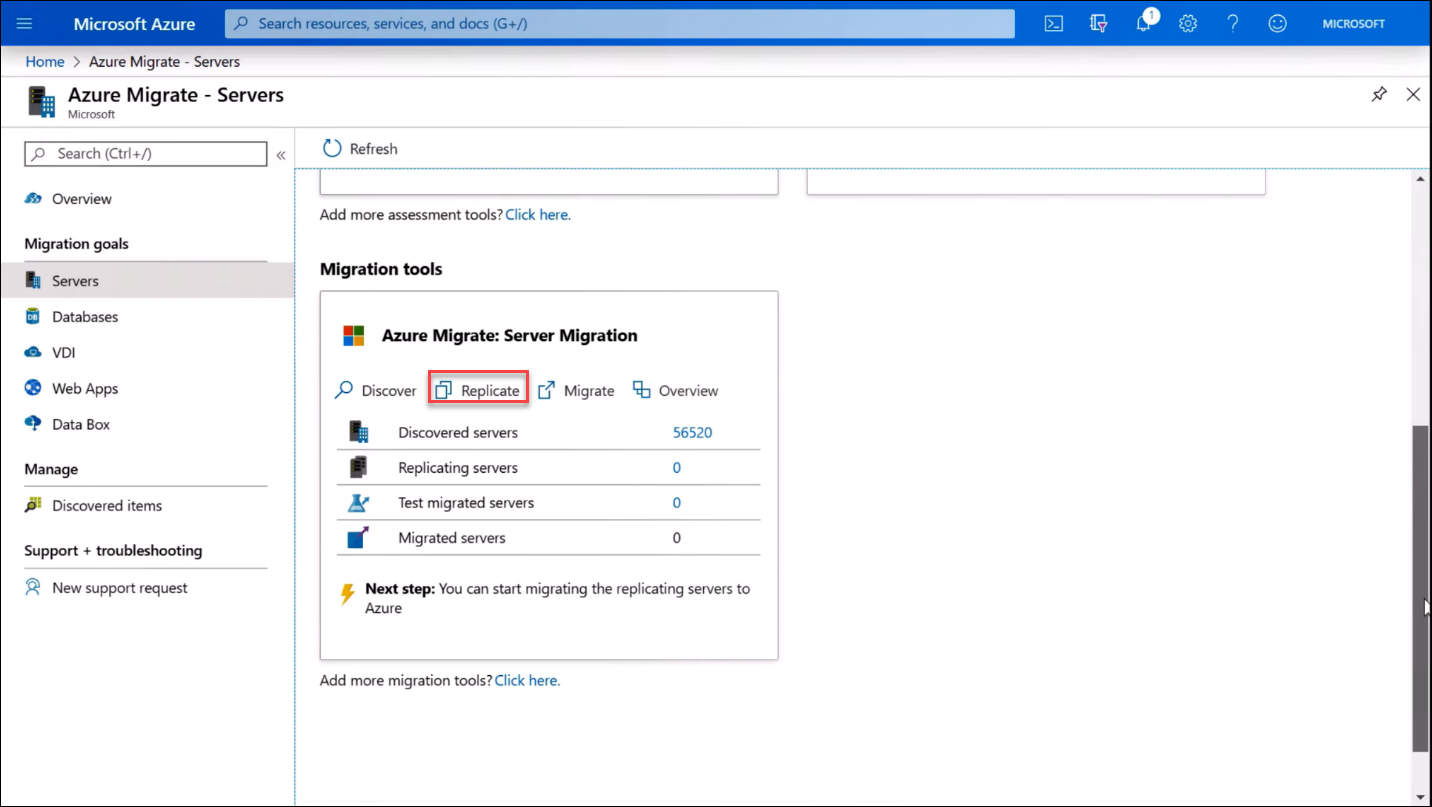 Microsoft Azure
Search resources, services, and docs (G+/)
1
MICROSOFT
Home > Azure Migrate - Servers
Azure Migrate - Servers
Microsoft
Search (Ctrl+/)
«
Refresh
Overview
Migration goals
Servers
Databases
VDI
Web Apps
Data Box
Manage
Discovered items
Support + troubleshooting
New support request
Add more assessment tools? Click here.
Migration tools
Azure Migrate: Server Migration
Discover Replicate Migrate Overview
Discovered servers 56520
Replicating servers 0
Test migrated servers 0
Migrated servers 0
Next step: You can start migrating the replicating servers to
Azure
Add more migration tools? Click here.